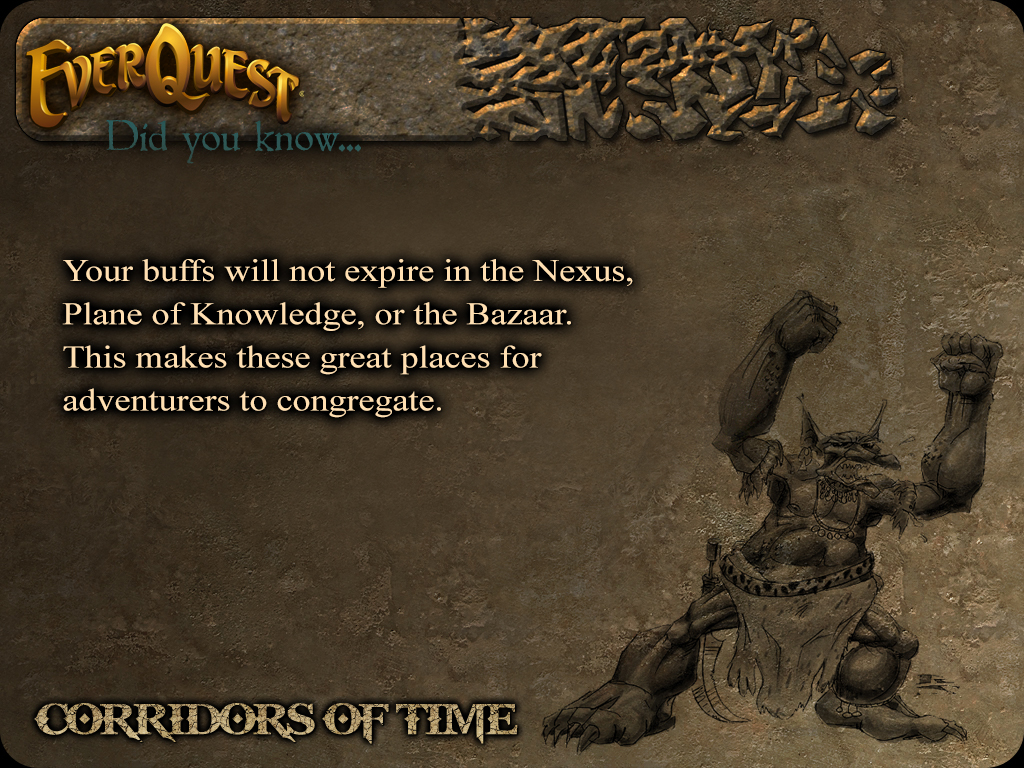 EverQuest
Did you know...
Your buffs will not expire in the Nexus,
Plane of Knowledge, or the Bazaar.
This makes these great places for
adventurers to congregate.
CORRIDORS OF TIME